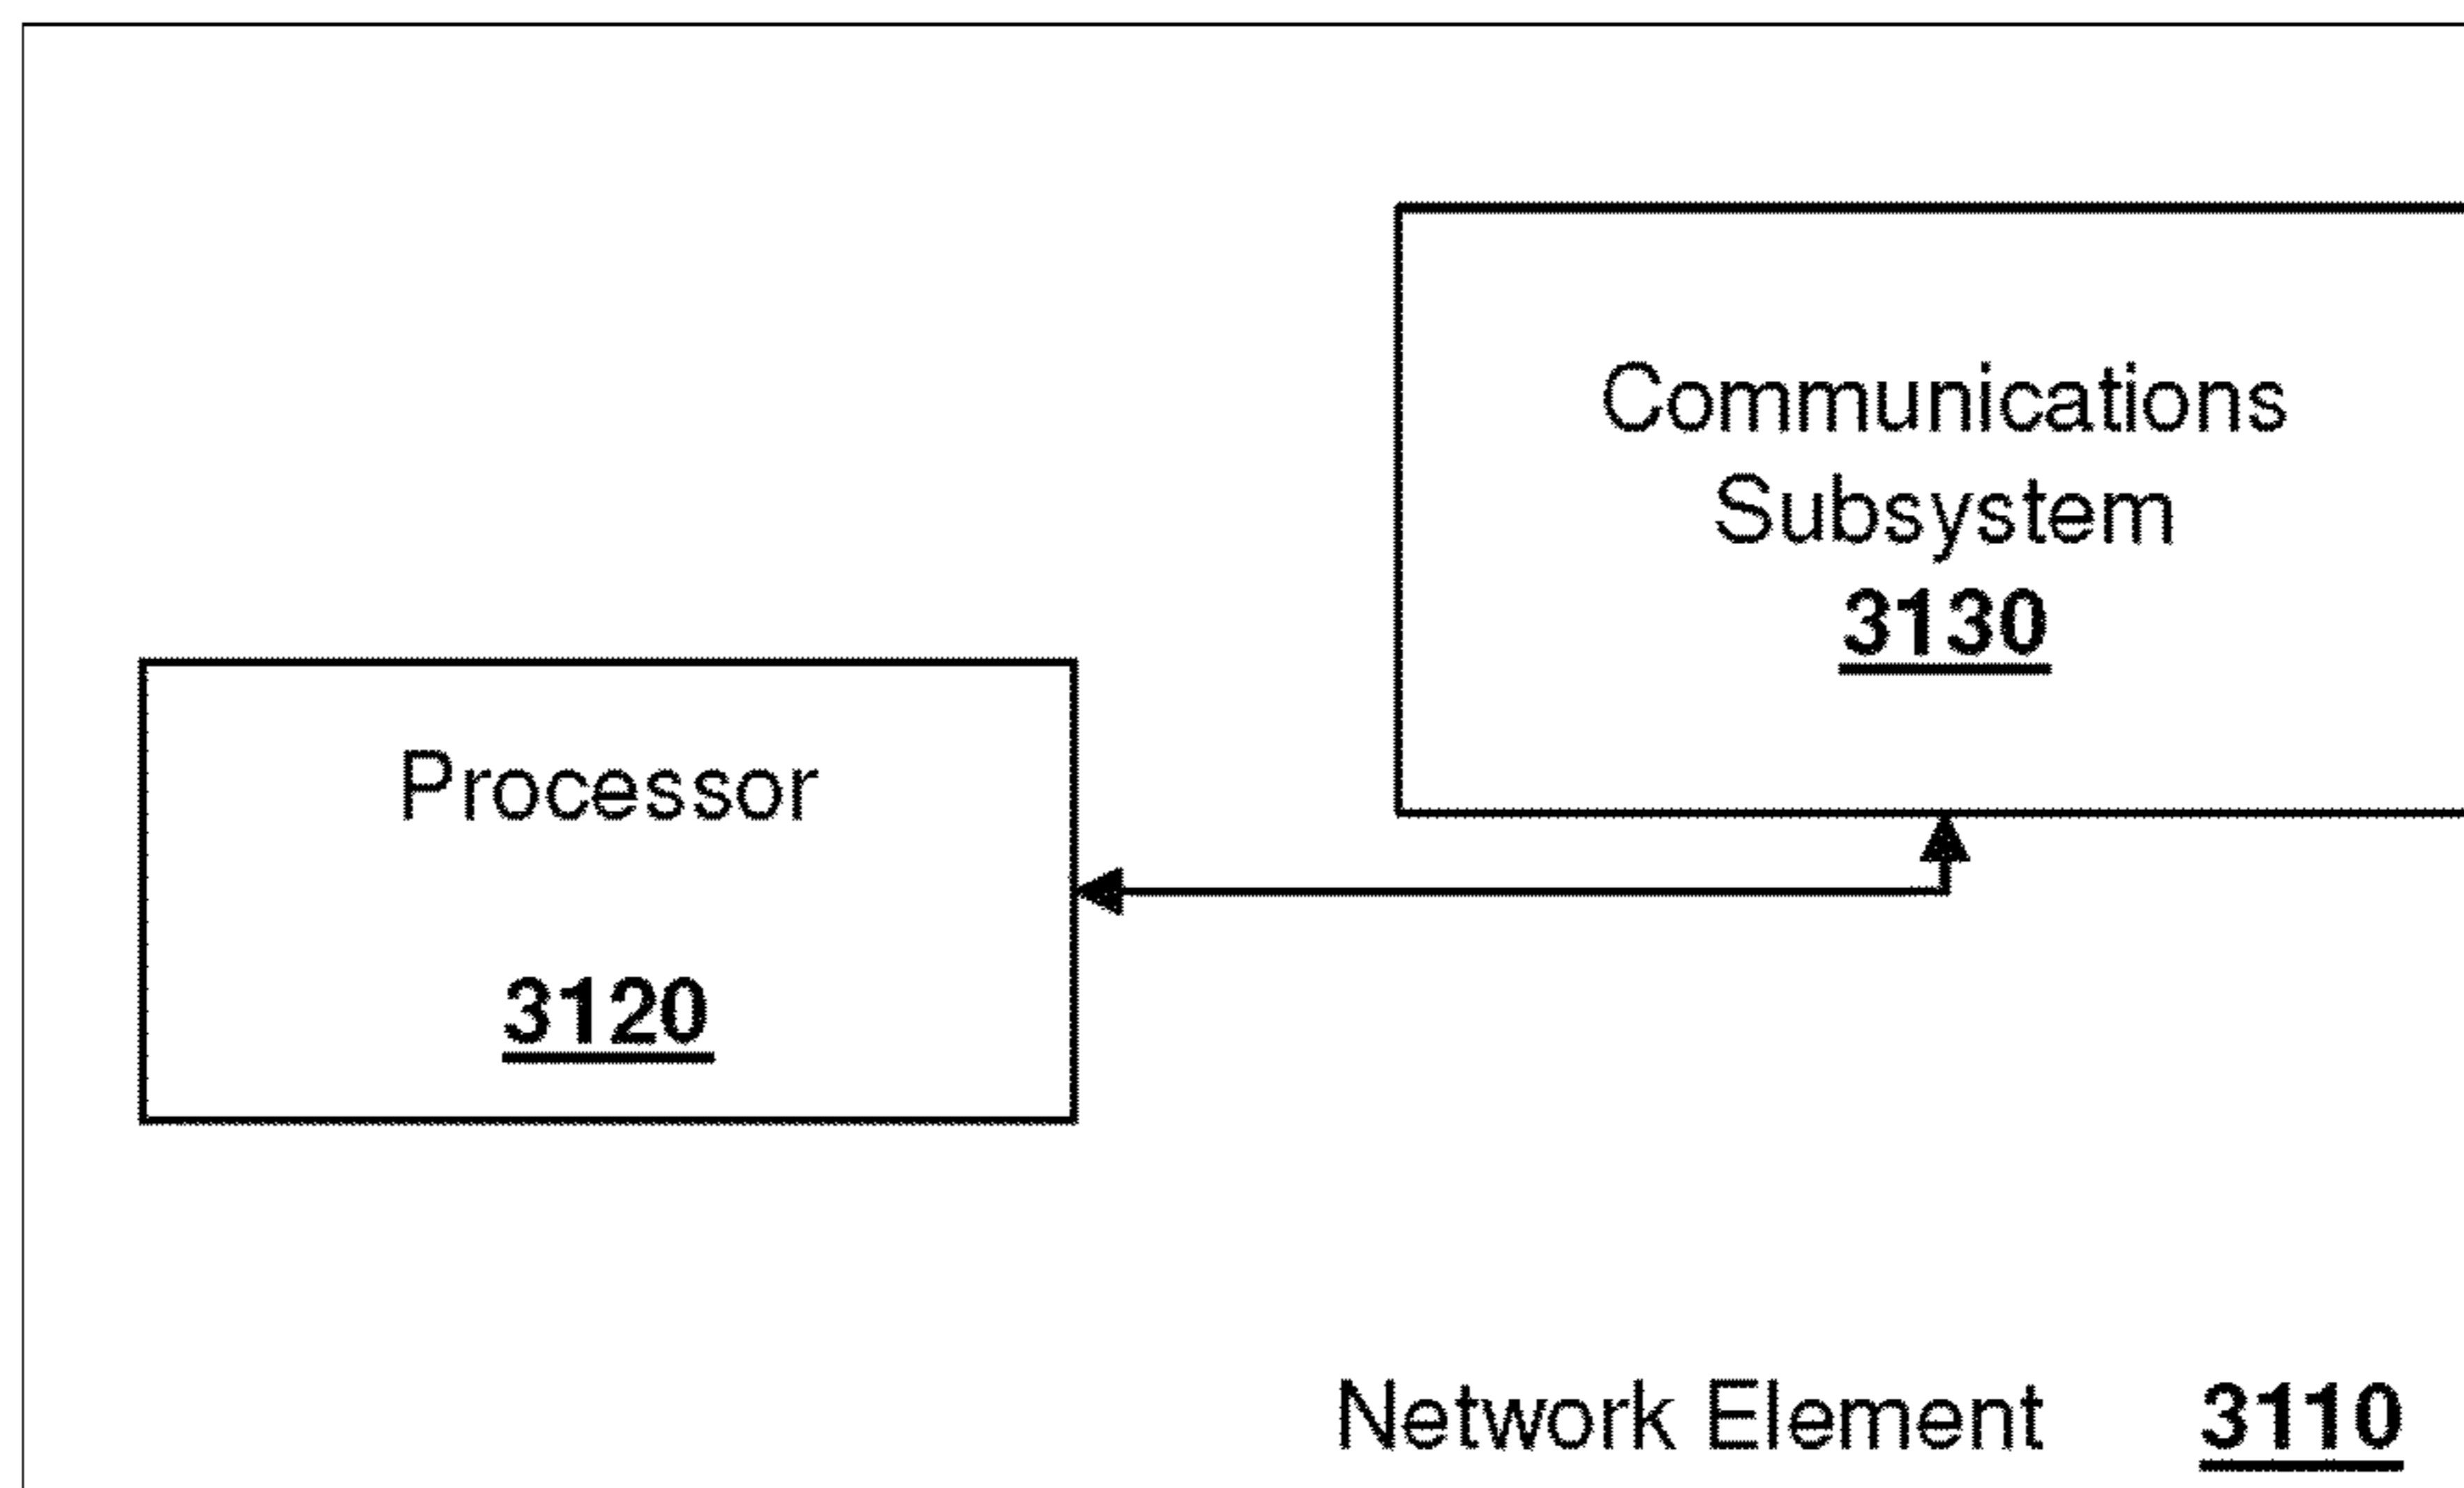 Communications
Subsystem
3130
Processor
3120
Network Element 3110